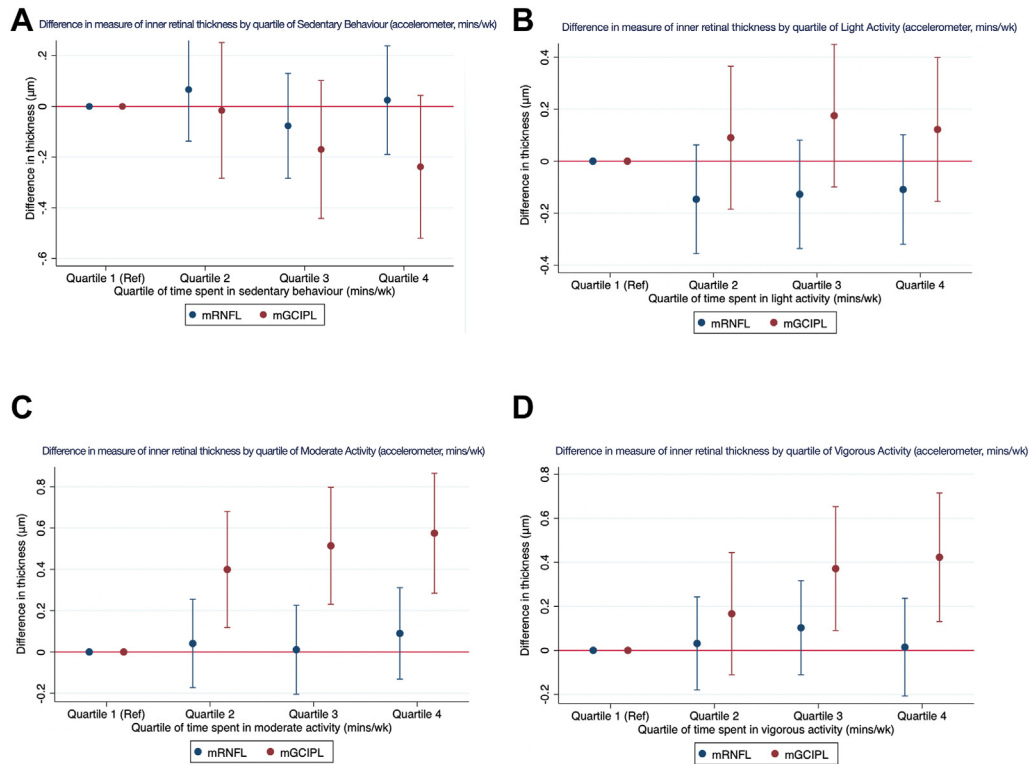 A
Difference in measure of inner retinal thickness by quartile of Sedentary Behaviour (accelerometer, mins/wk)
Difference in thickness (µm)
.2
0
-.2
-.4
-.6
Quartile 1 (Ref) Quartile 2 Quartile 3 Quartile 4
Quartile of time spent in sedentary behaviour (mins/wk)
mRNFL mGCIPL
B
Difference in measure of inner retinal thickness by quartile of Light Activity (accelerometer, mins/wk)
Difference in thickness (µm)
0.4
0.2
0
-0.2
-0.4
Quartile 1 (Ref) Quartile 2 Quartile 3 Quartile 4
Quartile of time spent in light activity (mins/wk)
mRNFL mGCIPL
C
Difference in measure of inner retinal thickness by quartile of Moderate Activity (accelerometer, mins/wk)
Difference in thickness (µm)
0.8
0.6
0.4
0.2
0
-0.2
Quartile 1 (Ref) Quartile 2 Quartile 3 Quartile 4
Quartile of time spent in moderate activity (mins/wk)
mRNFL mGCIPL
D
Difference in measure of inner retinal thickness by quartile of Vigorous Activity (accelerometer, mins/wk)
Difference in thickness (µm)
0.8
0.6
0.4
0.2
0
-0.2
Quartile 1 (Ref) Quartile 2 Quartile 3 Quartile 4
Quartile of time spent in vigorous activity (mins/wk)
mRNFL mGCIPL